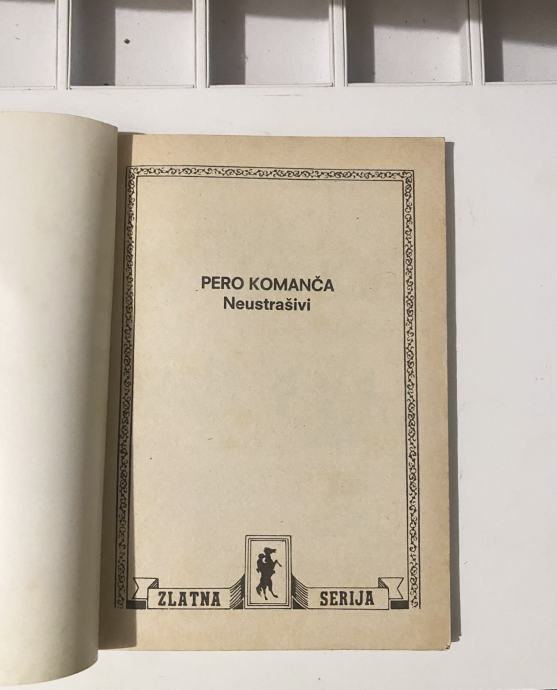 PERO KOMANČA
Neustrašivi
ZLATNA SERIJA